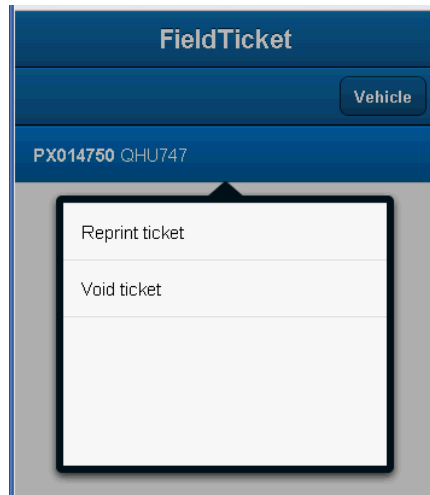 FieldTicket
Vehicle
PX014750 QHU747
Reprint ticket
Void ticket